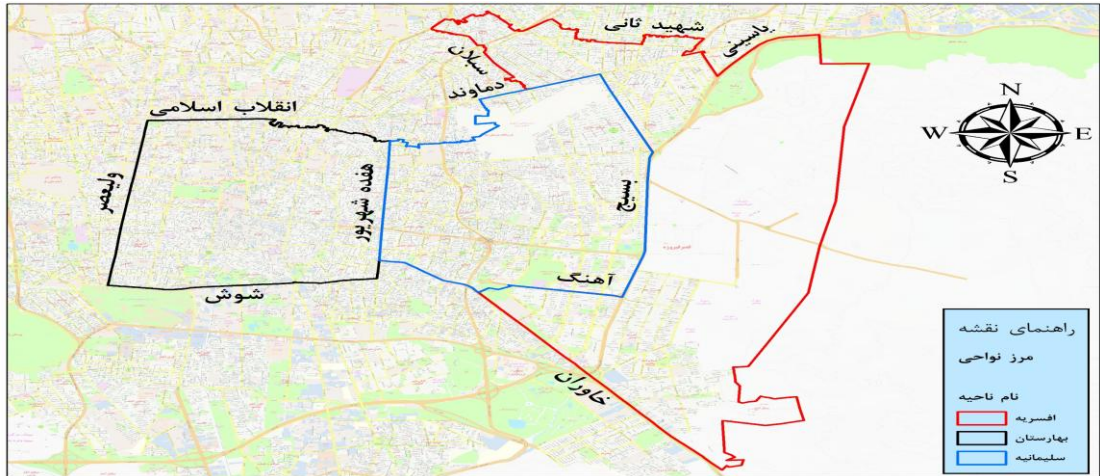 شهید ثانی
یاسینی
سبلان
دماوند
انقلاب اسلامی
N
W
E
S
ولیعصر
هفده شهریور
بسیج
آهنگ
شوش
خاوران
راهنمای نقشه
مرز نواحی
نام ناحیه
افسریه
بهارستان
سلیمانیه